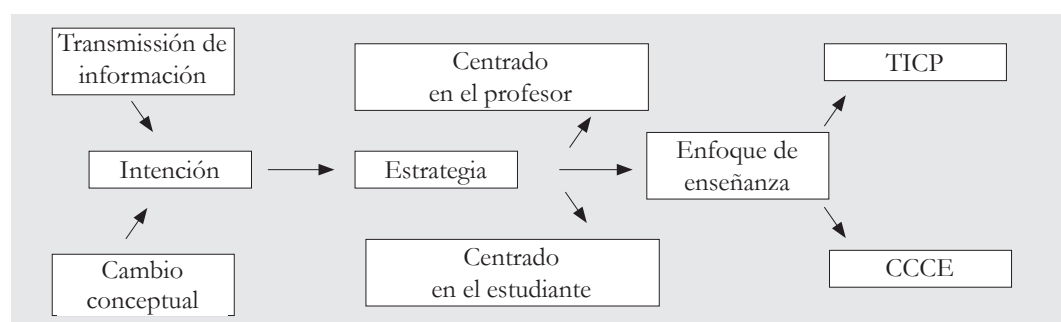 Transmissión de
información
Centrado
en el profesor
TICP
Intención
Estrategia
Enfoque de
enseñanza
Cambio
conceptual
Centrado
en el estudiante
CCCE